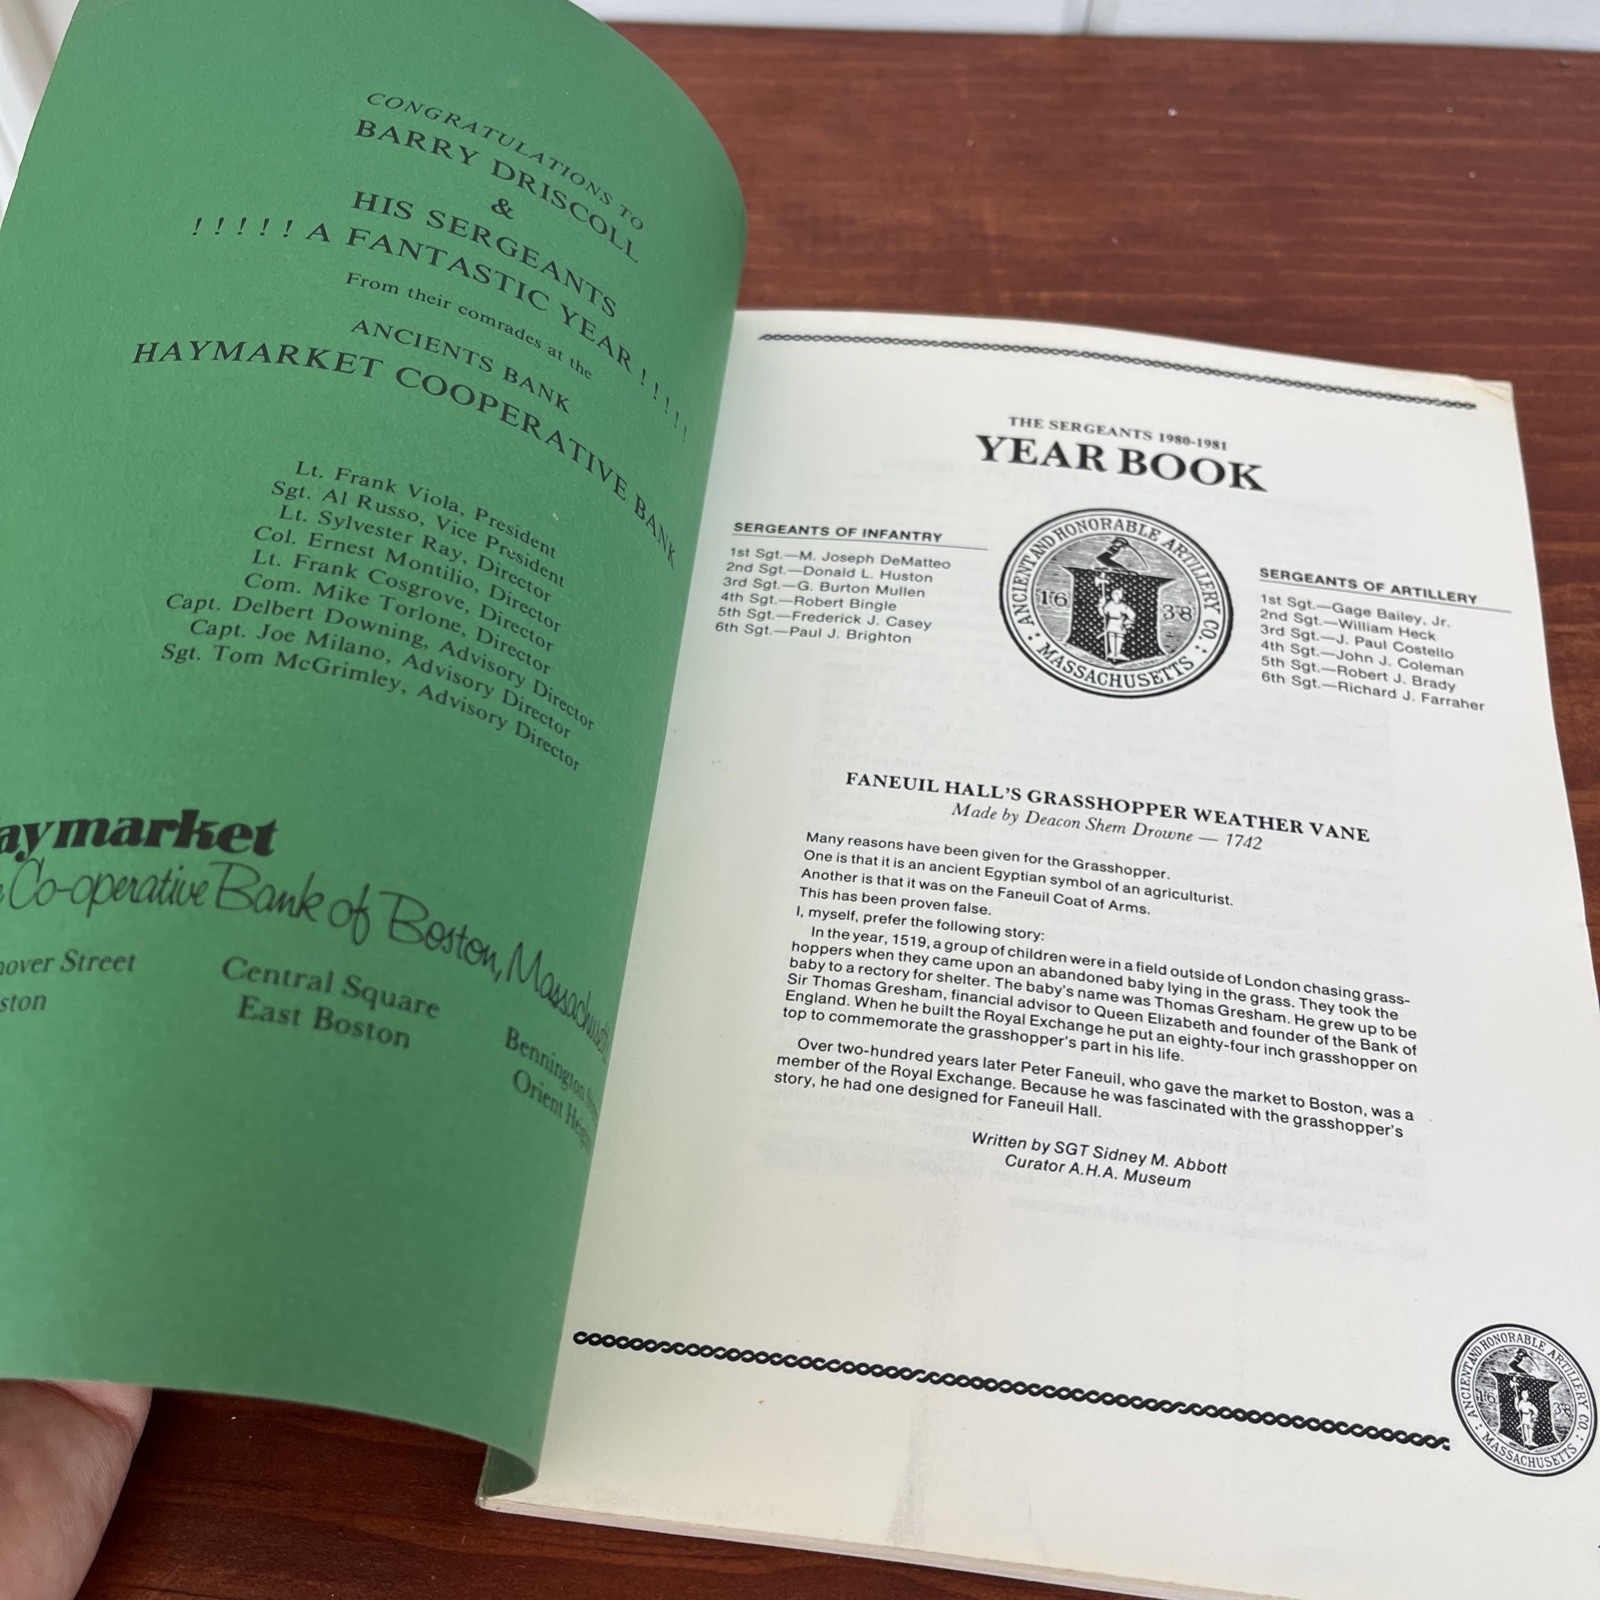 CONGRATULATIONS TO
BARRY DRISCOLL
&
HIS SERGEANTS
!!!!! A FANTASTIC YEAR !!!!!
From their comrades at the
ANCIENTS BANK
HAYMARKET COOPERATIVE BANK
Lt. Frank Viola, President
Sgt. Al Russo, Vice President
Lt. Sylvester Ray, Director
Col. Ernest Montilio, Director
Lt. Frank Cosgrove, Director
Com. Mike Torlone, Director
Capt. Delbert Downing, Advisory Director
Capt. Joe Milano, Advisory Director
Sgt. Tom McGrimley, Advisory Director
aymarket
Co-operative Bank of Boston, Massachusetts
over Street
ston
Central Square
East Boston
Bennington
Orient Heights
THE SERGEANTS 1980-1981
YEAR BOOK
SERGEANTS OF INFANTRY
1st Sgt.—M. Joseph DeMatteo
2nd Sgt.—Donald L. Huston
3rd Sgt.—G. Burton Mullen
4th Sgt.—Robert Bingle
5th Sgt.—Frederick J. Casey
6th Sgt.—Paul J. Brighton
ANCIENT AND HONORABLE ARTILLERY CO.
1638
MASSACHUSETTS
SERGEANTS OF ARTILLERY
1st Sgt.—Gage Bailey, Jr.
2nd Sgt.—William Heck
3rd Sgt.—J. Paul Costello
4th Sgt.—John J. Coleman
5th Sgt.—Robert J. Brady
6th Sgt.—Richard J. Farraher
FANEUIL HALL'S GRASSHOPPER WEATHER VANE
Made by Deacon Shem Drowne — 1742
Many reasons have been given for the Grasshopper.
One is that it is an ancient Egyptian symbol of an agriculturist.
Another is that it was on the Faneuil Coat of Arms.
This has been proven false.
I, myself, prefer the following story:
In the year, 1519, a group of children were in a field outside of London chasing grass-
hoppers when they came upon an abandoned baby lying in the grass. They took the
baby to a rectory for shelter. The baby's name was Thomas Gresham. He grew up to be
Sir Thomas Gresham, financial advisor to Queen Elizabeth and founder of the Bank of
England. When he built the Royal Exchange he put an eighty-four inch grasshopper on
top to commemorate the grasshopper's part in his life.
Over two-hundred years later Peter Faneuil, who gave the market to Boston, was a
member of the Royal Exchange. Because he was fascinated with the grasshopper's
story, he had one designed for Faneuil Hall.
Written by SGT Sidney M. Abbott
Curator A.H.A. Museum
ANCIENT AND HONORABLE ARTILLERY CO.
1638
MASSACHUSETTS